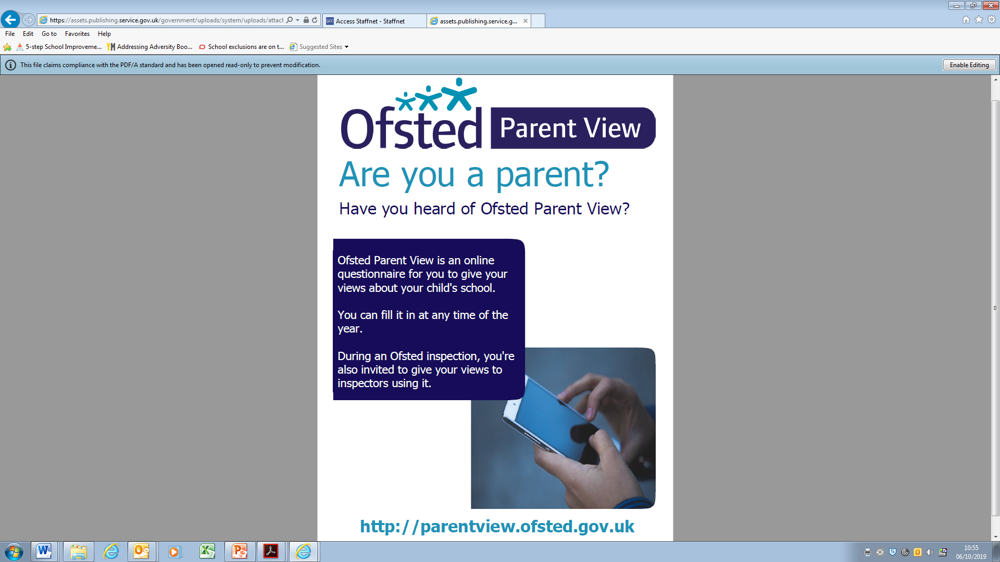 https://assets.publishing.service.gov.uk/government/uploads/system/uploads/attacl
GCC Access Staffnet - Staffnet
assets.publishing.service.g...
File Edit Go to Favorites Help
5-step School Improveme... YM Addressing Adversity Boo... School exclusions are on t... Suggested Sites
This file claims compliance with the PDF/A standard and has been opened read-only to prevent modification.
Enable Editing
Ofsted Parent View
Are you a parent?
Have you heard of Ofsted Parent View?
Ofsted Parent View is an online
questionnaire for you to give your
views about your child's school.
You can fill it in at any time of the
year.
During an Ofsted inspection, you're
also invited to give your views to
inspectors using it.
http://parentview.ofsted.gov.uk
10:55
06/10/2019